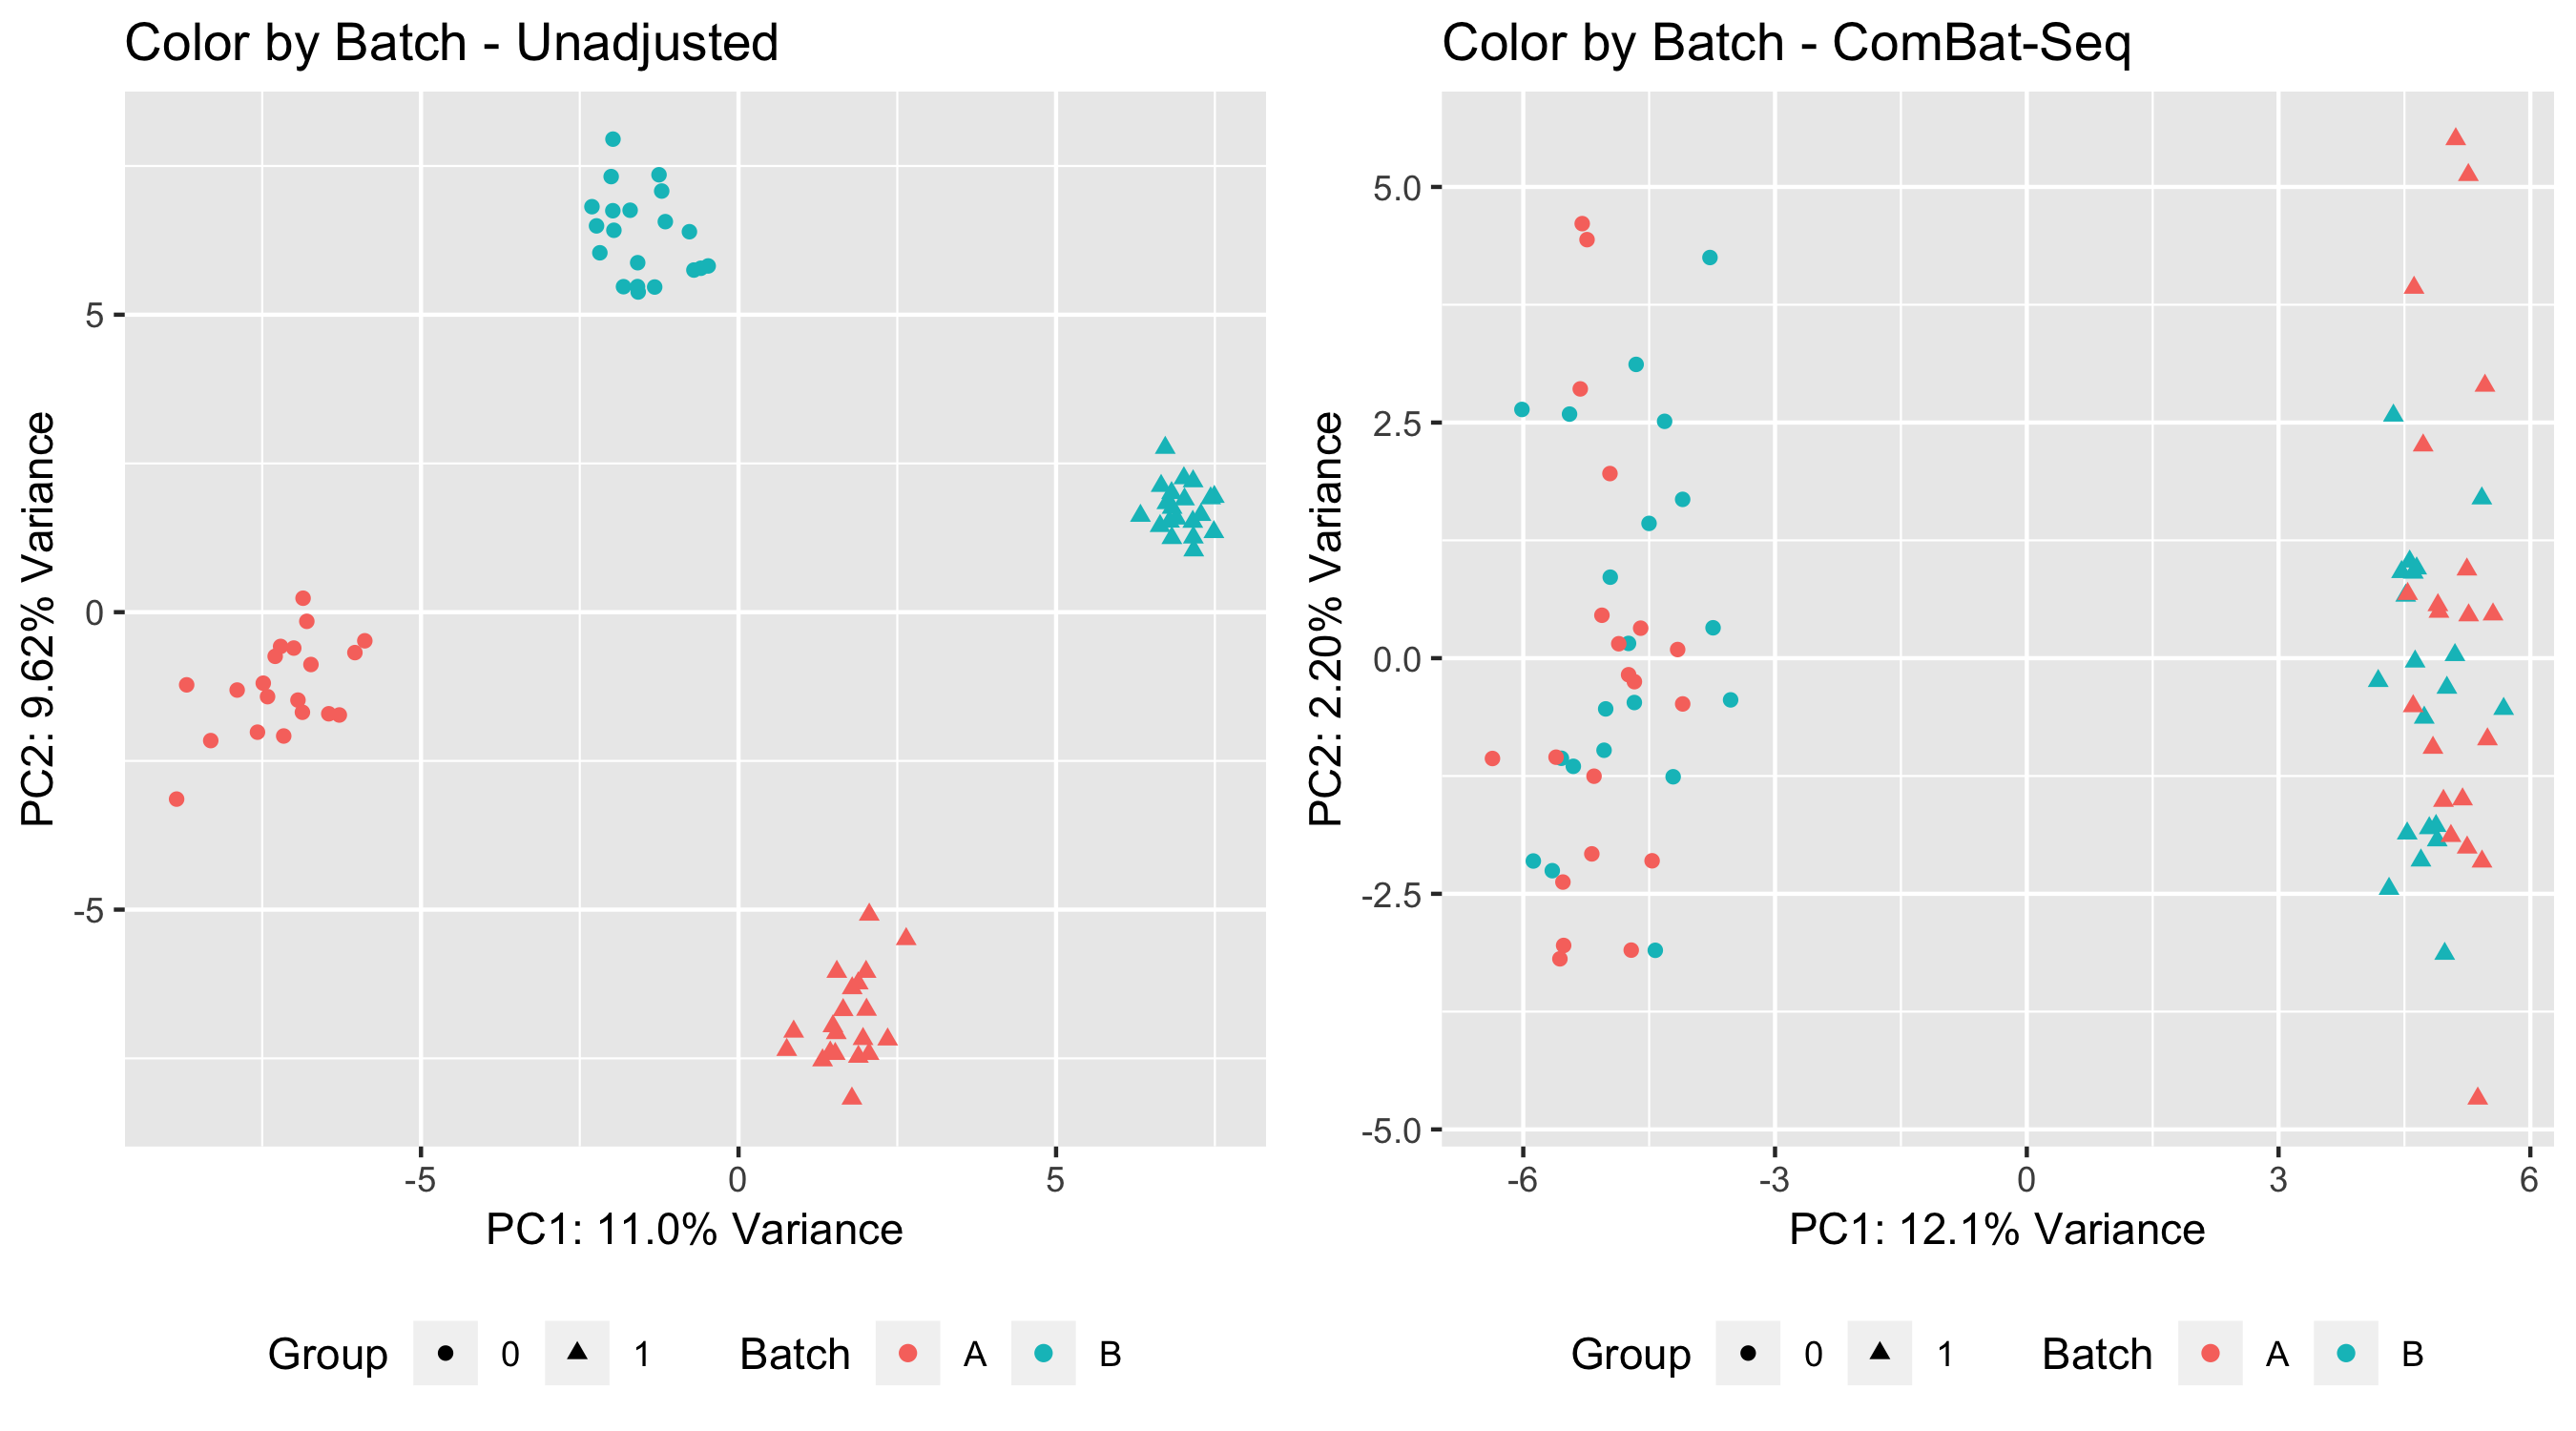 Color by Batch - Unadjusted
PC2: 9.62% Variance
5
0
-5
-5
0
5
PC1: 11.0% Variance
Group 0 1 Batch A B
Color by Batch - ComBat-Seq
PC2: 2.20% Variance
5.0
2.5
0.0
-2.5
-5.0
-6
-3
0
3
6
PC1: 12.1% Variance
Group 0 1 Batch A B